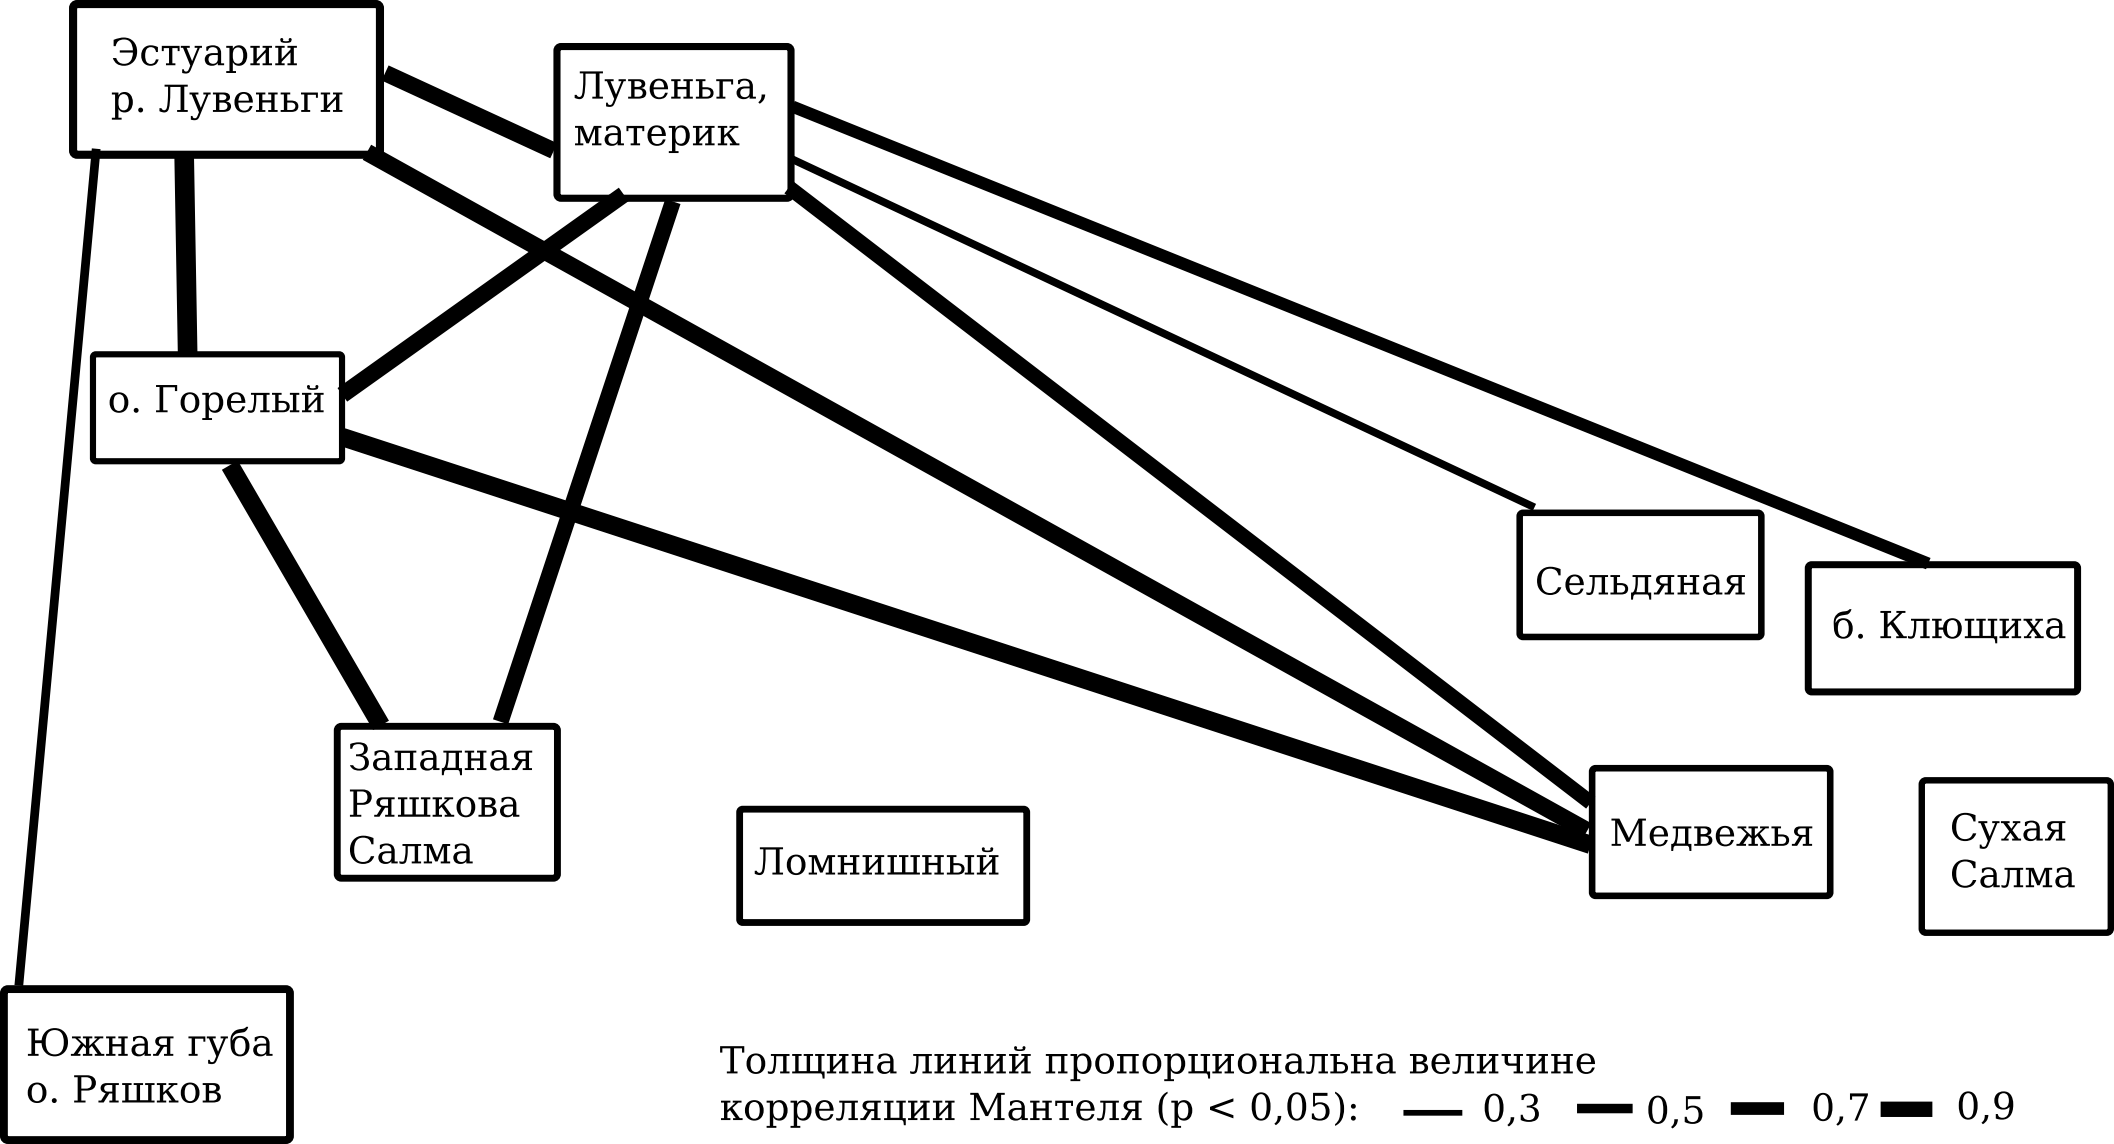 Эстуарий
р. Лувеньги
Лувеньга,
материк
о. Горелый
Сельдяная
б. Клющиха
Западная
Ряшкова
Салма
Ломнишный
Медвежья
Сухая
Салма
Южная губа
о. Ряшков
Толщина линий пропорциональна величине
корреляции Мантеля (p < 0,05): 0,3 0,5 0,7 0,9